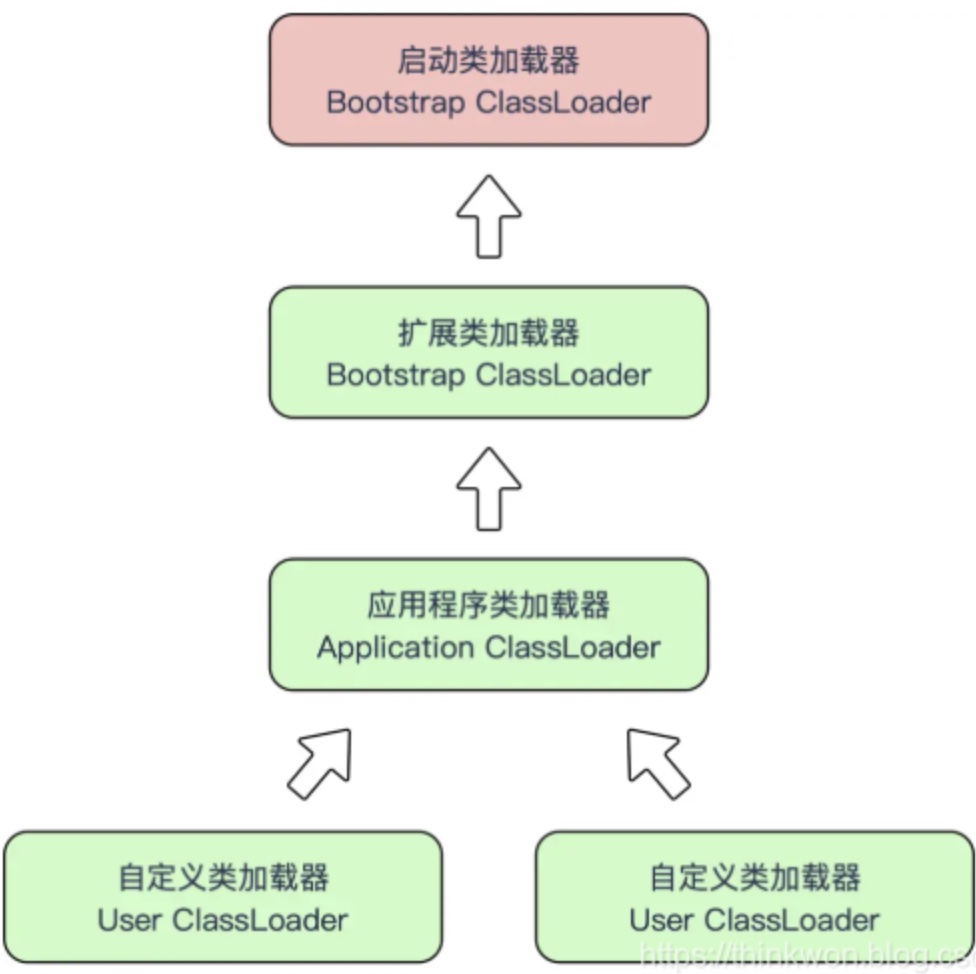 启动类加载器
Bootstrap ClassLoader
扩展类加载器
Bootstrap ClassLoader
应用程序类加载器
Application ClassLoader
自定义类加载器
User ClassLoader
自定义类加载器
User ClassLoader
https://thinkwon.blog.cs